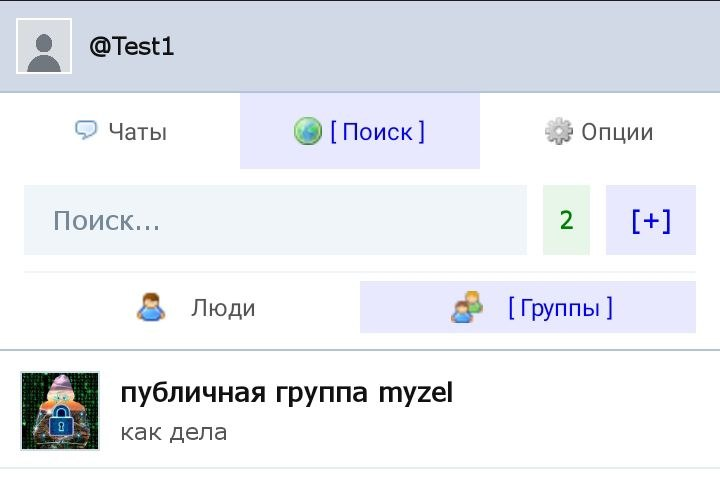 @Test1
Чаты [ Поиск ] Опции
Поиск... 2 [+]
Люди [ Группы ]
публичная группа myzel
как дела